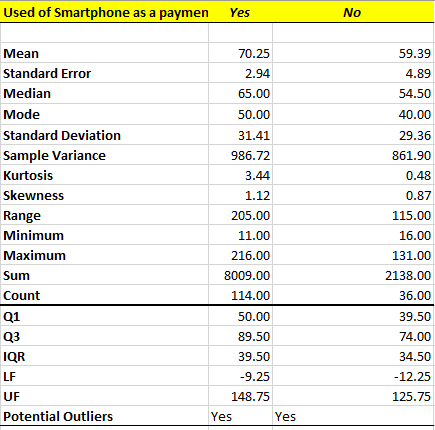 Used of Smartphone as a paymen Yes No
Mean 70.25 59.39
Standard Error 2.94 4.89
Median 65.00 54.50
Mode 50.00 40.00
Standard Deviation 31.41 29.36
Sample Variance 986.72 861.90
Kurtosis 3.44 0.48
Skewness 1.12 0.87
Range 205.00 115.00
Minimum 11.00 16.00
Maximum 216.00 131.00
Sum 8009.00 2138.00
Count 114.00 36.00
Q1 50.00 39.50
Q3 89.50 74.00
IQR 39.50 34.50
LF -9.25 -12.25
UF 148.75 125.75
Potential Outliers Yes Yes